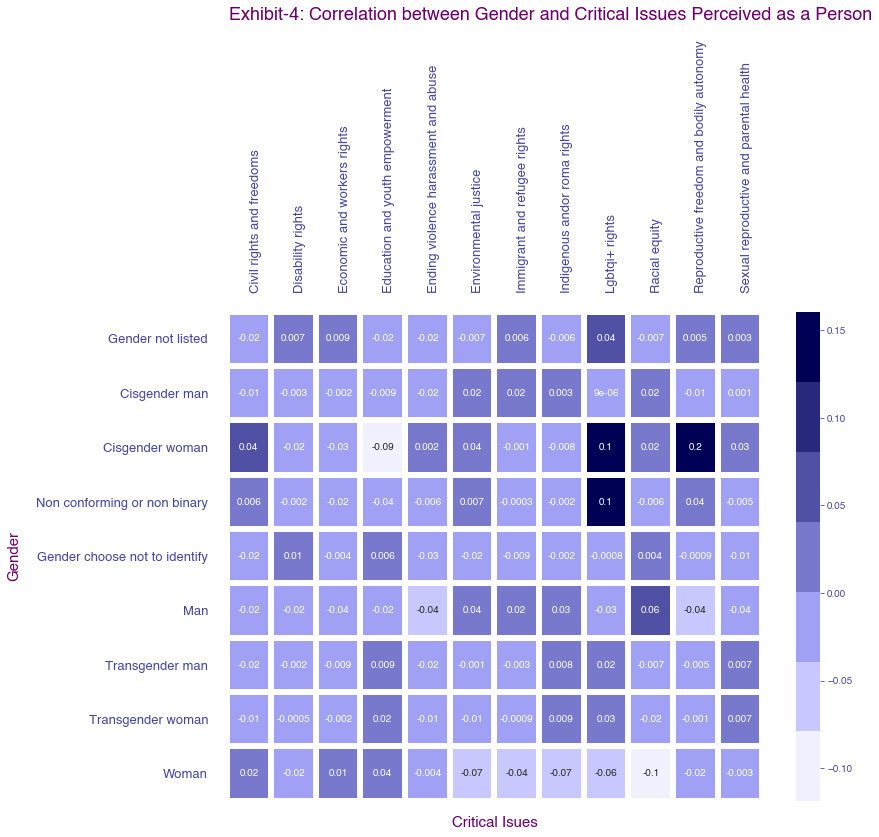 Exhibit-4: Correlation between Gender and Critical Issues Perceived as a Person
Civil rights and freedoms
Disability rights
Economic and workers rights
Education and youth empowerment
Ending violence harassment and abuse
Environmental justice
Immigrant and refugee rights
Indigenous andor roma rights
Lgbtqi+ rights
Racial equity
Reproductive freedom and bodily autonomy
Sexual reproductive and parental health
Gender not listed -0.02 0.007 0.009 -0.02 -0.02 -0.007 0.006 -0.006 0.04 -0.007 0.005 0.003
Cisgender man -0.01 -0.003 -0.002 -0.009 -0.02 0.02 0.02 0.003 9e-06 0.02 -0.01 0.001
Cisgender woman 0.04 -0.02 -0.03 -0.09 0.002 0.04 -0.001 -0.008 0.1 0.02 0.2 0.03
Non conforming or non binary 0.006 -0.002 -0.02 -0.04 -0.006 0.007 -0.0003 -0.002 0.1 -0.006 0.04 -0.005
Gender choose not to identify -0.02 0.01 -0.004 0.006 -0.03 -0.02 -0.009 -0.002 -0.0008 0.004 -0.0009 -0.01
Man -0.02 -0.02 -0.04 -0.02 -0.04 0.04 0.02 0.03 -0.03 0.06 -0.04 -0.04
Transgender man -0.02 -0.002 -0.009 0.009 -0.02 -0.001 -0.003 0.008 0.02 -0.007 -0.005 0.007
Transgender woman -0.01 -0.0005 -0.002 0.02 -0.01 -0.01 -0.0009 0.009 0.03 -0.02 -0.001 0.007
Woman 0.02 -0.02 0.01 0.04 -0.004 -0.07 -0.04 -0.07 -0.06 -0.1 -0.02 -0.003
Gender
Critical Isues
0.15
0.10
0.05
0.00
−0.05
−0.10